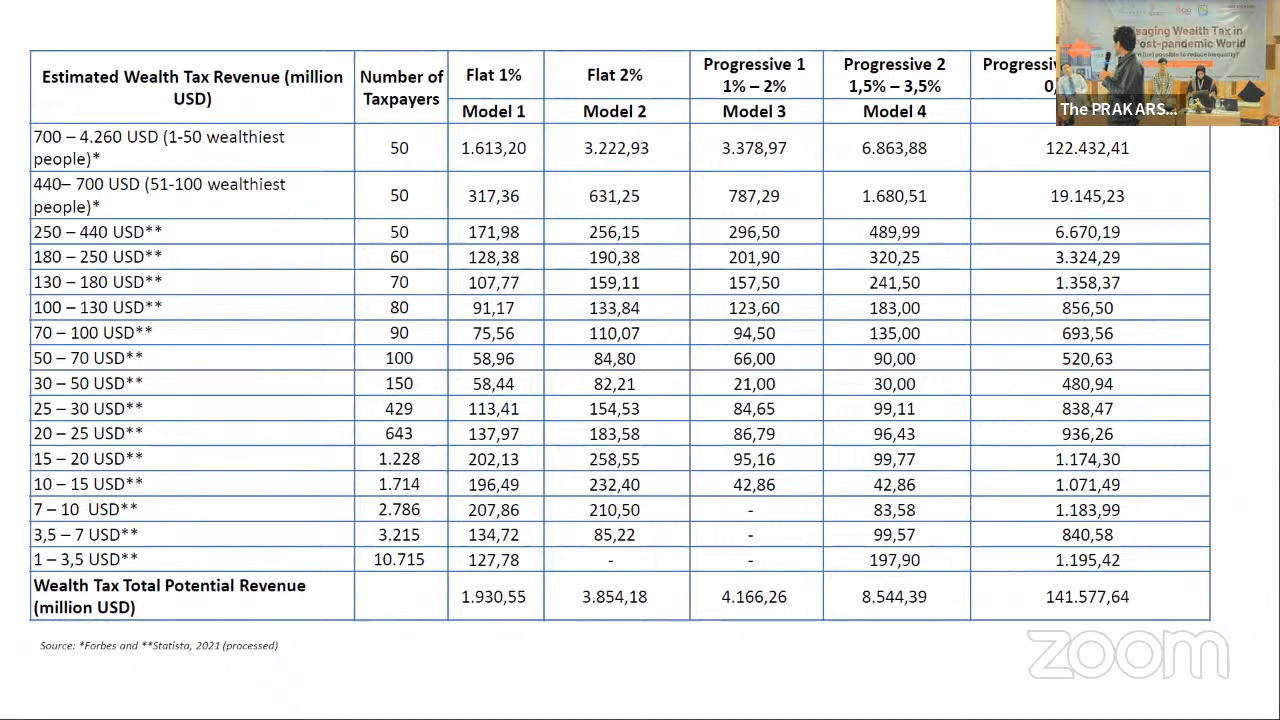 Estimated Wealth Tax Revenue (million USD) Number of Taxpayers Flat 1% Flat 2% Progressive 1 1% – 2% Progressive 2 1,5% – 3,5%
Model 1 Model 2 Model 3 Model 4
700 – 4.260 USD (1-50 wealthiest people)* 50 1.613,20 3.222,93 3.378,97 6.863,88 122.432,41
440– 700 USD (51-100 wealthiest people)* 50 317,36 631,25 787,29 1.680,51 19.145,23
250 – 440 USD** 50 171,98 256,15 296,50 489,99 6.670,19
180 – 250 USD** 60 128,38 190,38 201,90 320,25 3.324,29
130 – 180 USD** 70 107,77 159,11 157,50 241,50 1.358,37
100 – 130 USD** 80 91,17 133,84 123,60 183,00 856,50
70 – 100 USD** 90 75,56 110,07 94,50 135,00 693,56
50 – 70 USD** 100 58,96 84,80 66,00 90,00 520,63
30 – 50 USD** 150 58,44 82,21 21,00 30,00 480,94
25 – 30 USD** 429 113,41 154,53 84,65 99,11 838,47
20 – 25 USD** 643 137,97 183,58 86,79 96,43 936,26
15 – 20 USD** 1.228 202,13 258,55 95,16 99,77 1.174,30
10 – 15 USD** 1.714 196,49 232,40 42,86 42,86 1.071,49
7 – 10 USD** 2.786 207,86 210,50 - 83,58 1.183,99
3,5 – 7 USD** 3.215 134,72 85,22 - 99,57 840,58
1 – 3,5 USD** 10.715 127,78 - - 197,90 1.195,42
Wealth Tax Total Potential Revenue (million USD) 1.930,55 3.854,18 4.166,26 8.544,39 141.577,64
Source: *Forbes and **Statista, 2021 (processed)
Wealth Tax in
Post-pandemic World
possible to reduce inequality?
The PRAKARS...
zoom